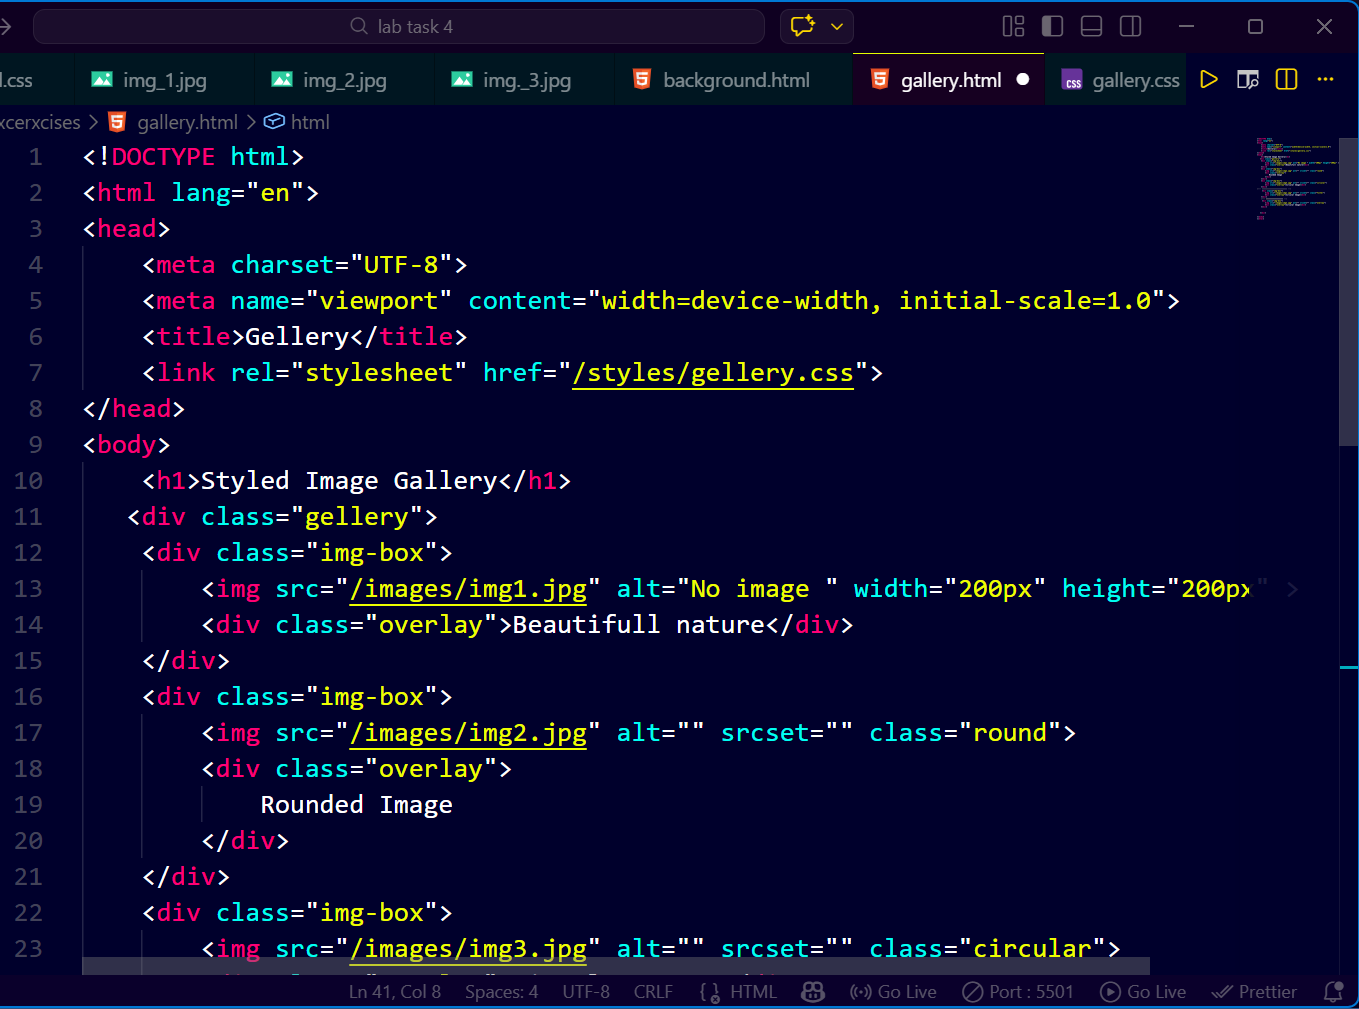 lab task 4
l.css img_1.jpg img_2.jpg img._3.jpg background.html gallery.html gallery.css
xcerxcises > gallery.html > html
1 <!DOCTYPE html>
2 <html lang="en">
3 <head>
4 <meta charset="UTF-8">
5 <meta name="viewport" content="width=device-width, initial-scale=1.0">
6 <title>Gellery</title>
7 <link rel="stylesheet" href="/styles/gellery.css">
8 </head>
9 <body>
10 <h1>Styled Image Gallery</h1>
11 <div class="gellery">
12 <div class="img-box">
13 <img src="/images/img1.jpg" alt="No image " width="200px" height="200px" >
14 <div class="overlay">Beautifull nature</div>
15 </div>
16 <div class="img-box">
17 <img src="/images/img2.jpg" alt="" srcset="" class="round">
18 <div class="overlay">
19 Rounded Image
20 </div>
21 </div>
22 <div class="img-box">
23 <img src="/images/img3.jpg" alt="" srcset="" class="circular">
Ln 41, Col 8 Spaces: 4 UTF-8 CRLF HTML Go Live Port : 5501 Go Live Prettier